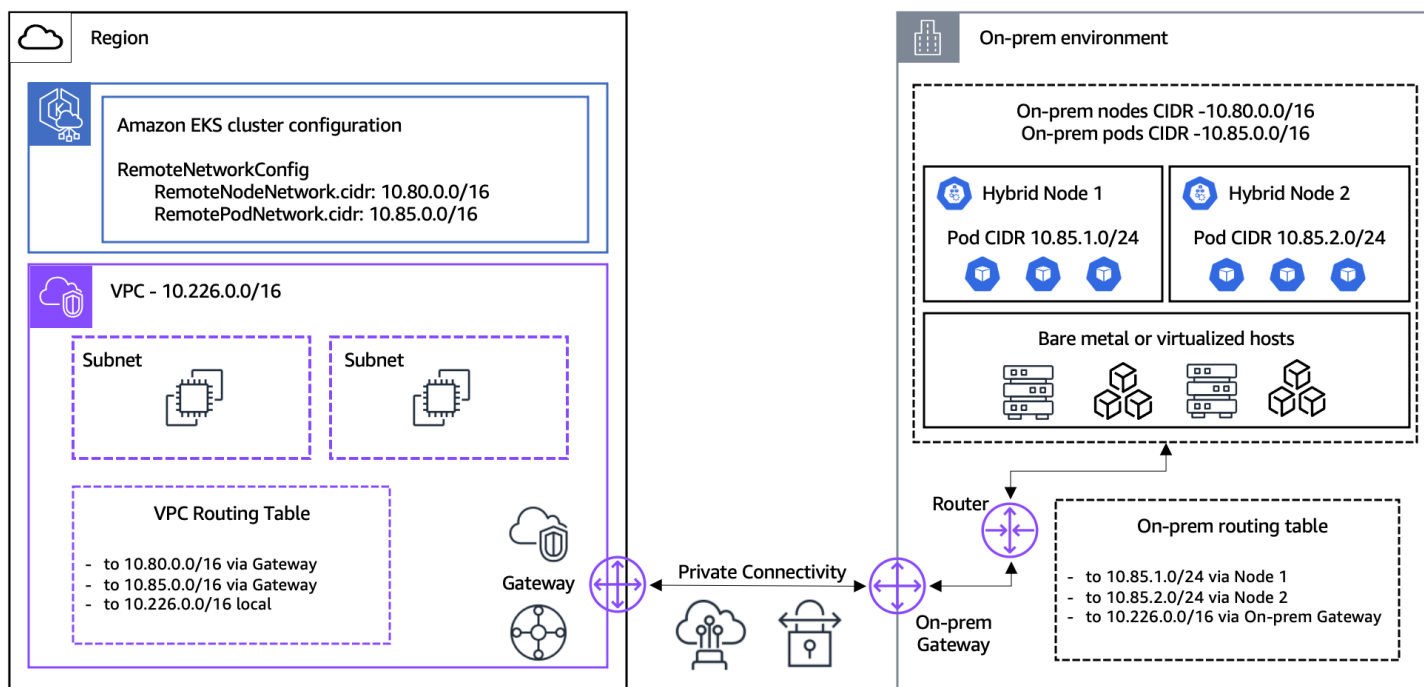 Region
Amazon EKS cluster configuration
RemoteNetworkConfig
RemoteNodeNetwork.cidr: 10.80.0.0/16
RemotePodNetwork.cidr: 10.85.0.0/16
VPC - 10.226.0.0/16
Subnet
Subnet
VPC Routing Table
- to 10.80.0.0/16 via Gateway
- to 10.85.0.0/16 via Gateway
- to 10.226.0.0/16 local
Gateway
Private Connectivity
On-prem environment
On-prem nodes CIDR -10.80.0.0/16
On-prem pods CIDR -10.85.0.0/16
Hybrid Node 1
Pod CIDR 10.85.1.0/24
Hybrid Node 2
Pod CIDR 10.85.2.0/24
Bare metal or virtualized hosts
Router
On-prem
Gateway
On-prem routing table
- to 10.85.1.0/24 via Node 1
- to 10.85.2.0/24 via Node 2
- to 10.226.0.0/16 via On-prem Gateway